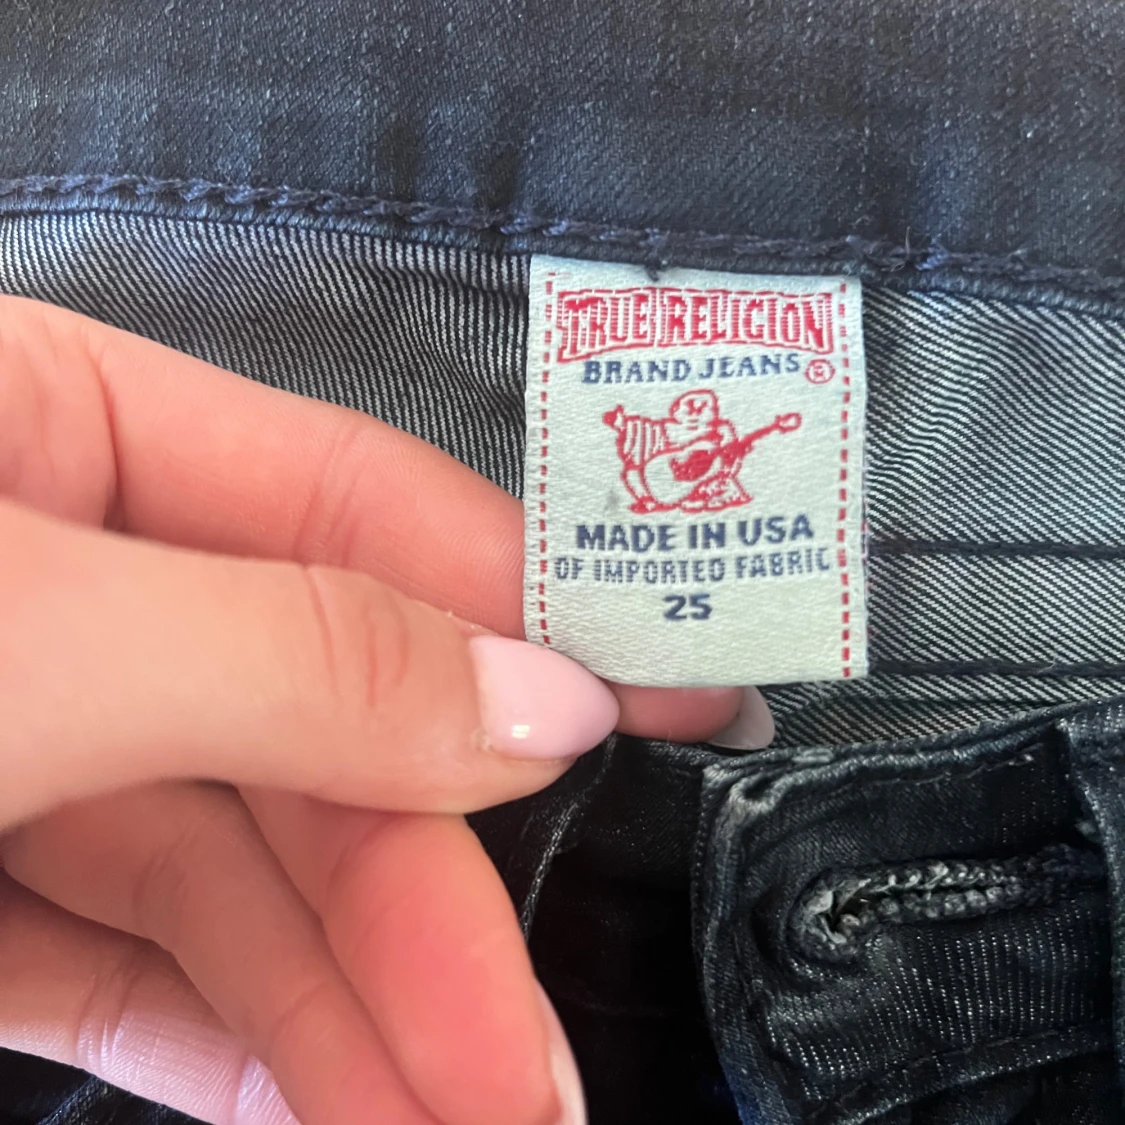 TRUE RELIGION
BRAND JEANS®
MADE IN USA
OF IMPORTED FABRIC
25